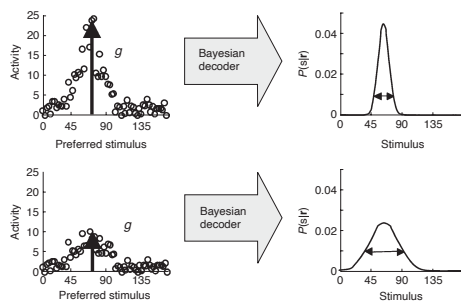 25
20
15
10
5
0
Activity
g
0 45 90 135
Preferred stimulus
Bayesian
decoder
0.04
0.02
0
P(s|r)
0 45 90 135
Stimulus
25
20
15
10
5
0
Activity
g
0 45 90 135
Preferred stimulus
Bayesian
decoder
0.04
0.02
0
P(s|r)
0 45 90 135
Stimulus